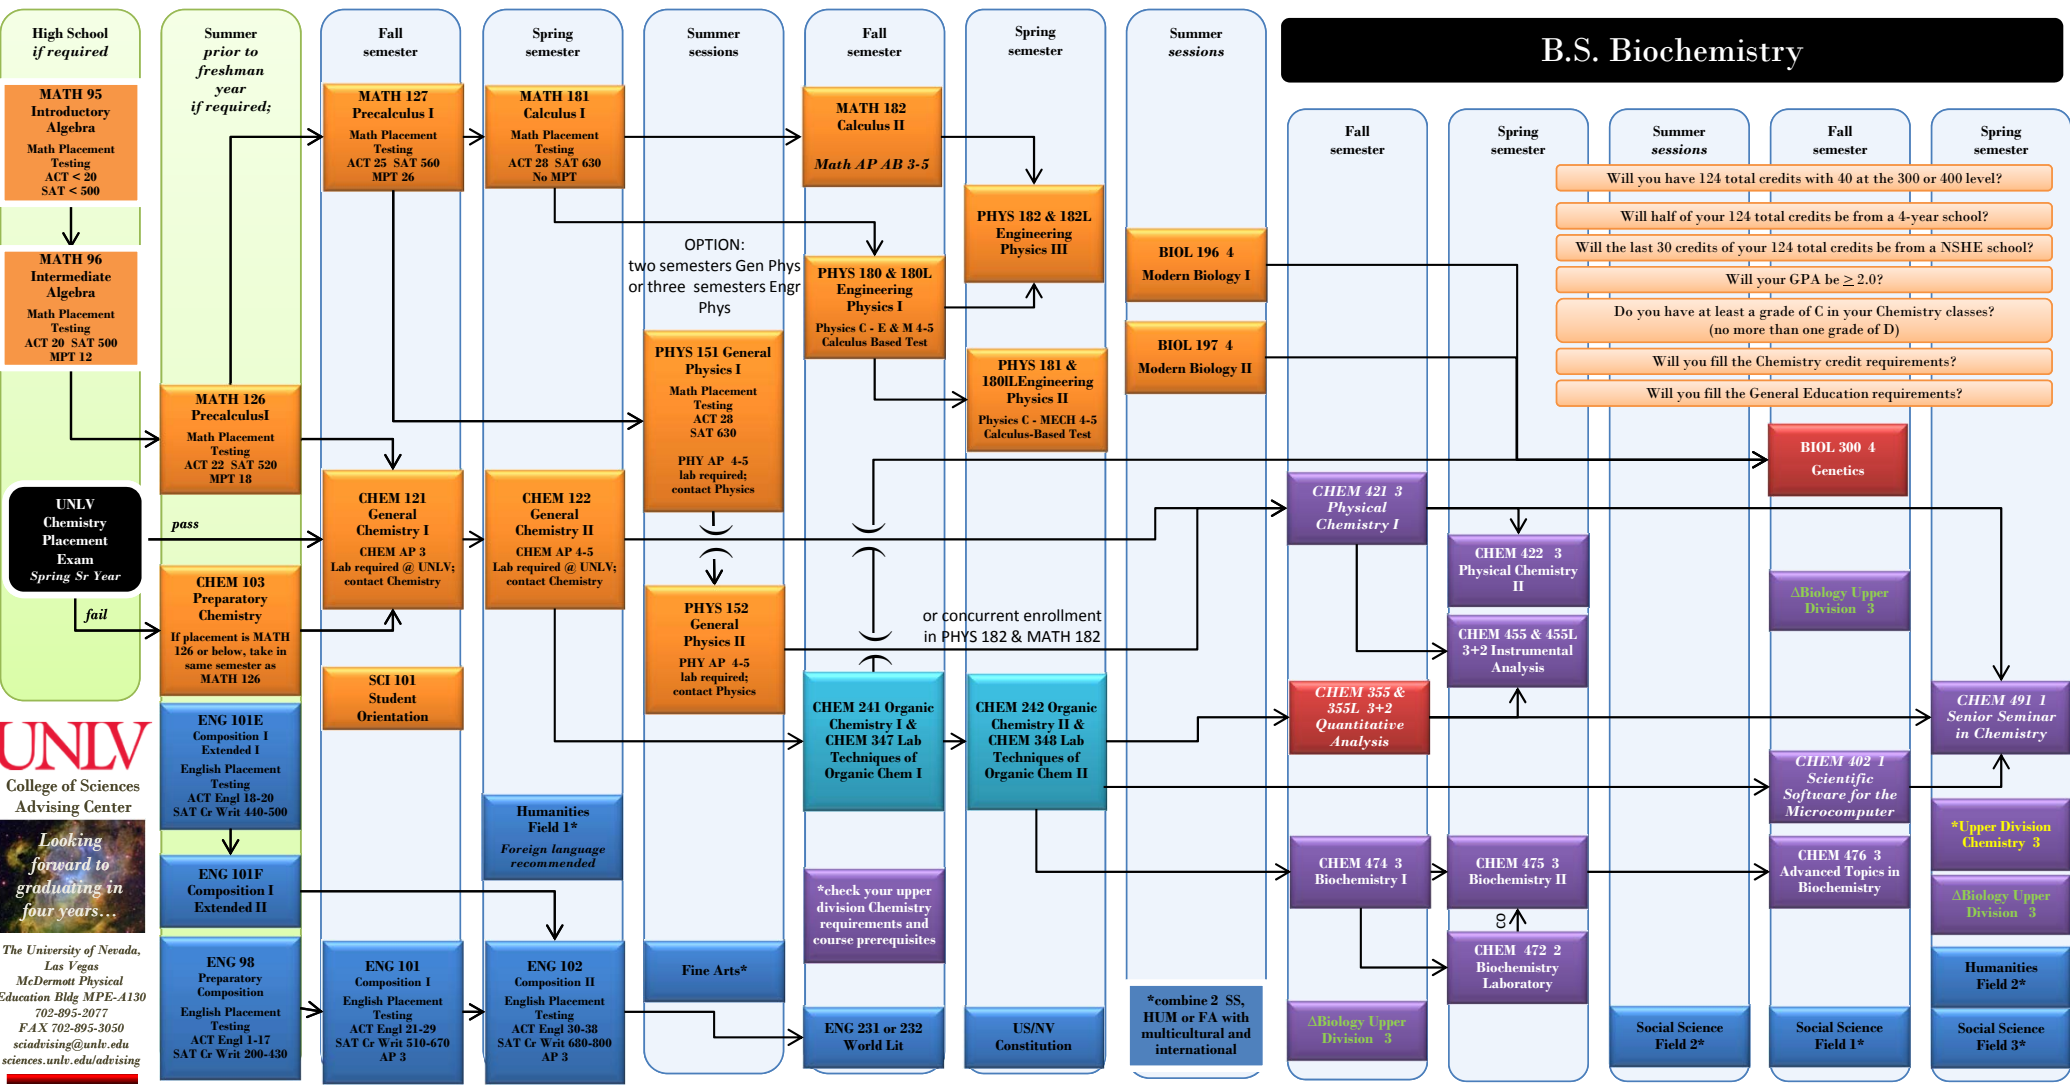 High School
if required
MATH 95
Introductory
Algebra
Math Placement
Testing
ACT < 20
SAT < 500
MATH 96
Intermediate
Algebra
Math Placement
Testing
ACT 20 SAT 500
MPT 12
UNLV
Chemistry
Placement
Exam
Spring Sr Year
pass
fail
UNLV
College of Sciences
Advising Center
Looking
forward to
graduating in
four years…
The University of Nevada,
Las Vegas
McDermott Physical
Education Bldg MPE-A130
702-895-2077
FAX 702-895-3050
sciadvising@unlv.edu
sciences.unlv.edu/advising
Summer
prior to
freshman
year
if required;
MATH 126
PrecalculusI
Math Placement
Testing
ACT 22 SAT 520
MPT 18
CHEM 103
Preparatory
Chemistry
If placement is MATH
126 or below, take in
same semester as
MATH 126
ENG 101E
Composition I
Extended I
English Placement
Testing
ACT Engl 18-20
SAT Cr Writ 440-500
ENG 101F
Composition I
Extended II
ENG 98
Preparatory
Composition
English Placement
Testing
ACT Engl 1-17
SAT Cr Writ 200-430
Fall
semester
MATH 127
Precalculus I
Math Placement
Testing
ACT 25 SAT 560
MPT 26
CHEM 121
General
Chemistry I
CHEM AP 3
Lab required @ UNLV;
contact Chemistry
SCI 101
Student
Orientation
ENG 101
Composition I
English Placement
Testing
ACT Engl 21-29
SAT Cr Writ 510-670
AP 3
Spring
semester
MATH 181
Calculus I
Math Placement
Testing
ACT 28 SAT 630
No MPT
CHEM 122
General
Chemistry II
CHEM AP 4-5
Lab required @ UNLV;
contact Chemistry
Humanities
Field 1*
Foreign language
recommended
ENG 102
Composition II
English Placement
Testing
ACT Engl 30-38
SAT Cr Writ 680-800
AP 3
Summer
sessions
OPTION:
two semesters Gen Phys
or three semesters Engr
Phys
PHYS 151 General
Physics I
Math Placement
Testing
ACT 28
SAT 630
PHY AP 4-5
lab required;
contact Physics
PHYS 152
General
Physics II
PHY AP 4-5
lab required;
contact Physics
Fine Arts*
Fall
semester
MATH 182
Calculus II
Math AP AB 3-5
PHYS 180 & 180L
Engineering
Physics I
Physics C - E & M 4-5
Calculus Based Test
CHEM 241 Organic
Chemistry I &
CHEM 347 Lab
Techniques of
Organic Chem I
*check your upper
division Chemistry
requirements and
course prerequisites
ENG 231 or 232
World Lit
Spring
semester
PHYS 182 & 182L
Engineering
Physics III
PHYS 181 &
180lLEngineering
Physics II
Physics C - MECH 4-5
Calculus-Based Test
or concurrent enrollment
in PHYS 182 & MATH 182
CHEM 242 Organic
Chemistry II &
CHEM 348 Lab
Techniques of
Organic Chem II
US/NV
Constitution
Summer
sessions
BIOL 196 4
Modern Biology I
BIOL 197 4
Modern Biology II
*combine 2 SS,
HUM or FA with
multicultural and
international
B.S. Biochemistry
Fall
semester
CHEM 421 3
Physical
Chemistry I
CHEM 355 &
355L 3+2
Quantitative
Analysis
CHEM 474 3
Biochemistry I
ΔBiology Upper
Division 3
Spring
semester
CHEM 422 3
Physical Chemistry
II
CHEM 455 & 455L
3+2 Instrumental
Analysis
CHEM 475 3
Biochemistry II
CO
CHEM 472 2
Biochemistry
Laboratory
Summer
sessions
Social Science
Field 2*
Fall
semester
Spring
semester
Will you have 124 total credits with 40 at the 300 or 400 level?
Will half of your 124 total credits be from a 4-year school?
Will the last 30 credits of your 124 total credits be from a NSHE school?
Will your GPA be ≥ 2.0?
Do you have at least a grade of C in your Chemistry classes?
(no more than one grade of D)
Will you fill the Chemistry credit requirements?
Will you fill the General Education requirements?
BIOL 300 4
Genetics
ΔBiology Upper
Division 3
CHEM 402 1
Scientific
Software for the
Microcomputer
CHEM 476 3
Advanced Topics in
Biochemistry
Social Science
Field 1*
CHEM 491 1
Senior Seminar
in Chemistry
*Upper Division
Chemistry 3
ΔBiology Upper
Division 3
Humanities
Field 2*
Social Science
Field 3*